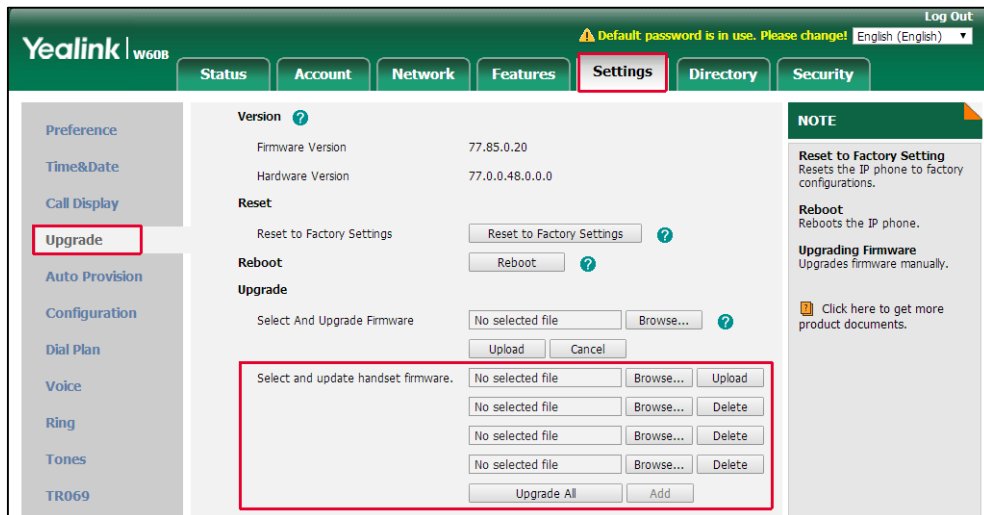 Log Out
Yealink W60B
Default password is in use. Please change! English (English)
Status Account Network Features Settings Directory Security
Preference
Time&Date
Call Display
Upgrade
Auto Provision
Configuration
Dial Plan
Voice
Ring
Tones
TR069
Version ?
Firmware Version 77.85.0.20
Hardware Version 77.0.0.48.0.0.0
Reset
Reset to Factory Settings Reset to Factory Settings ?
Reboot Reboot ?
Upgrade
Select And Upgrade Firmware No selected file Browse... ?
Upload Cancel
Select and update handset firmware. No selected file Browse... Upload
No selected file Browse... Delete
No selected file Browse... Delete
No selected file Browse... Delete
Upgrade All Add
NOTE
Reset to Factory Setting
Resets the IP phone to factory
configurations.
Reboot
Reboots the IP phone.
Upgrading Firmware
Upgrades firmware manually.
Click here to get more
product documents.